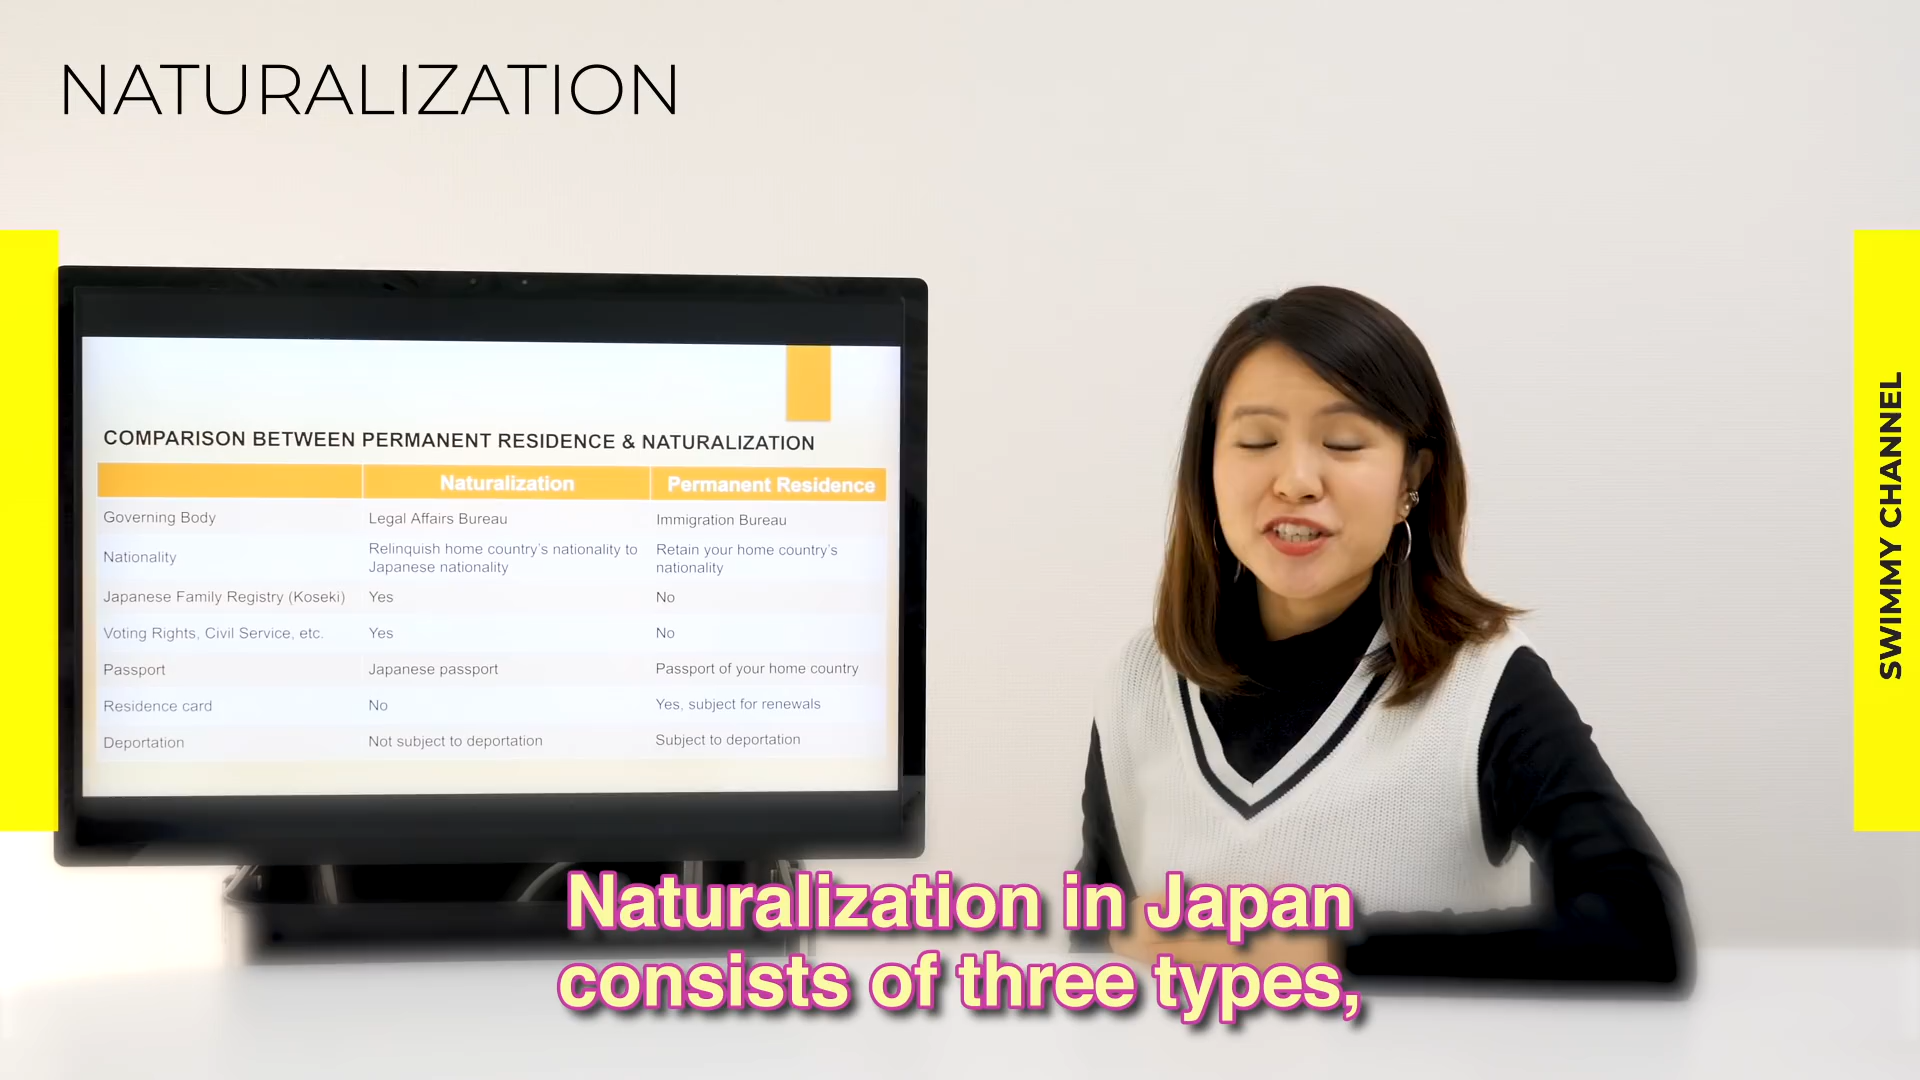 NATURALIZATION
COMPARISON BETWEEN PERMANENT RESIDENCE & NATURALIZATION
Naturalization Permanent Residence
Governing Body Legal Affairs Bureau Immigration Bureau
Nationality Relinquish home country's nationality to Japanese nationality Retain your home country's nationality
Japanese Family Registry (Koseki) Yes No
Voting Rights, Civil Service, etc. Yes No
Passport Japanese passport Passport of your home country
Residence card No Yes, subject for renewals
Deportation Not subject to deportation Subject to deportation
SWIMMY CHANNEL
Naturalization in Japan
consists of three types,